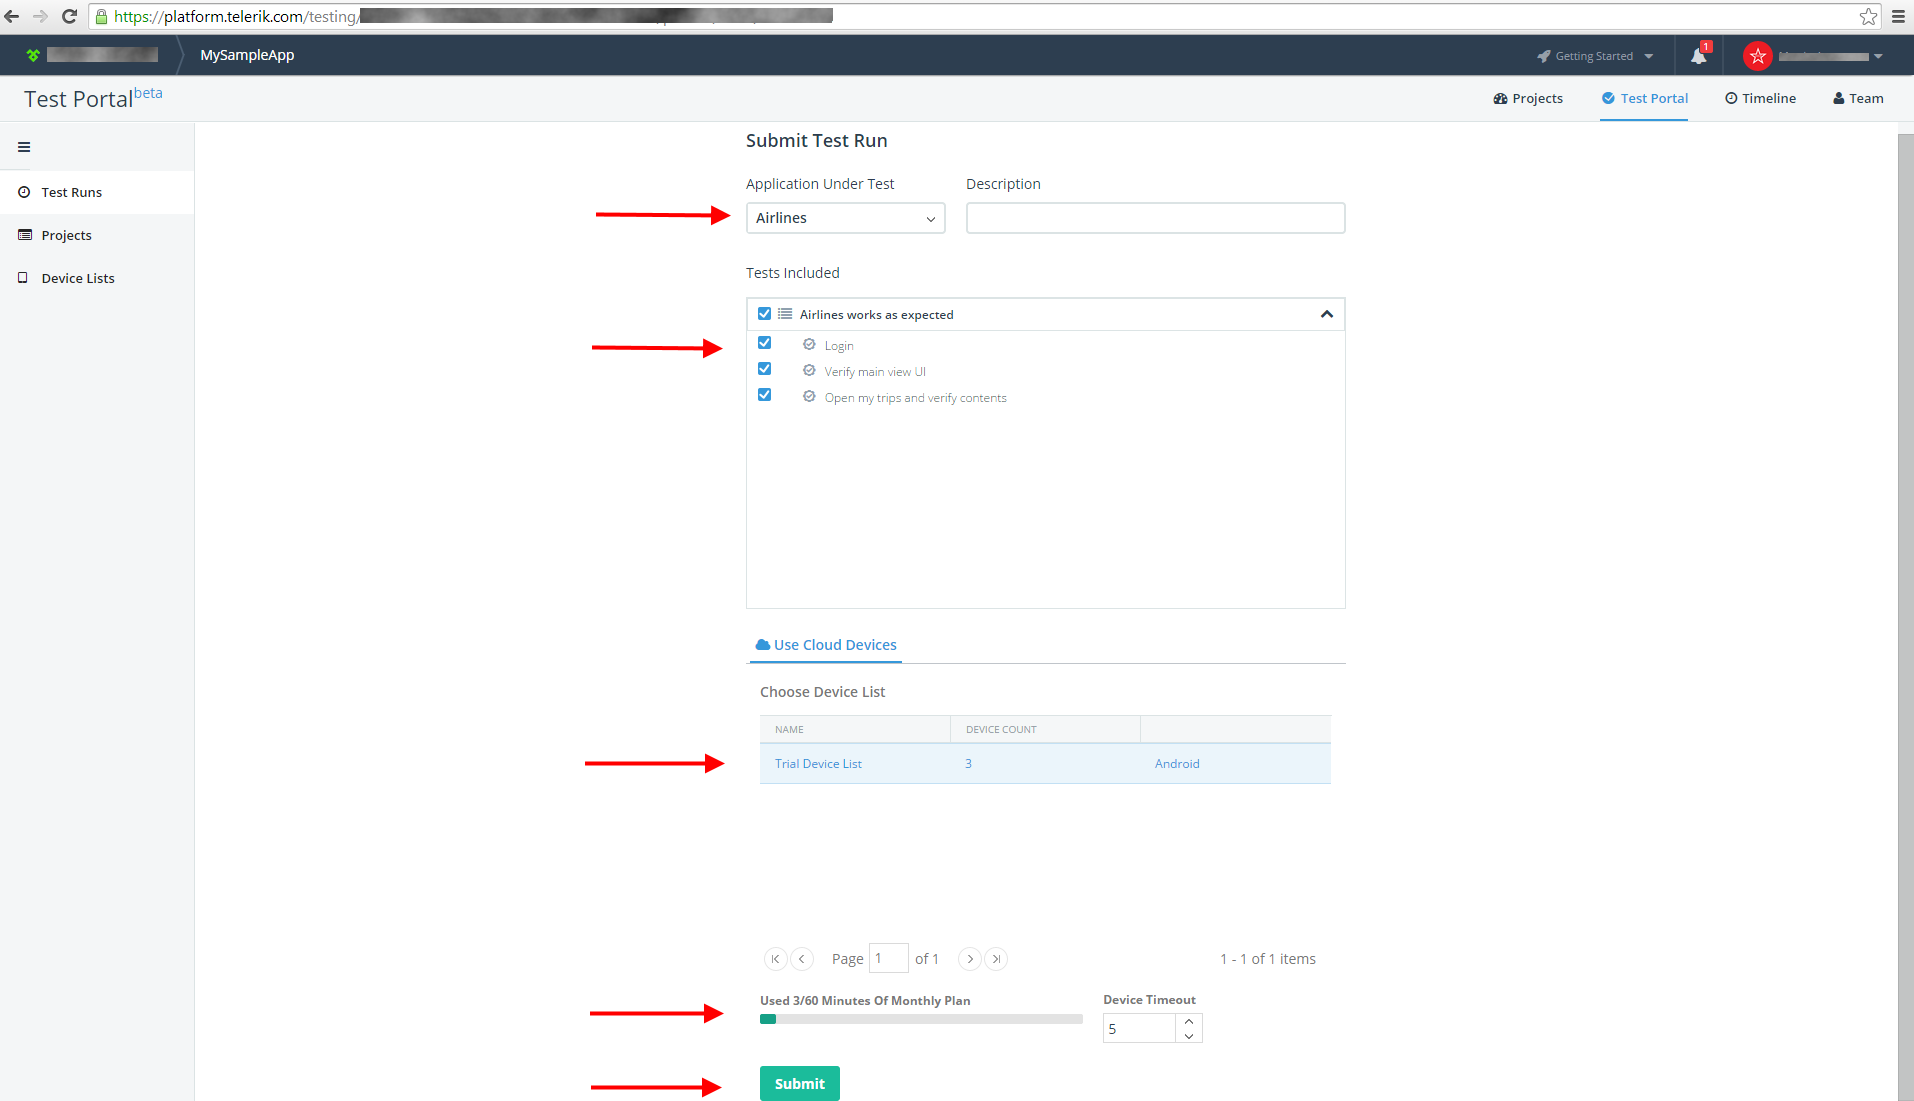 https://platform.telerik.com/testing/
MySampleApp
Getting Started
1
Test Portal beta
Projects
Test Portal
Timeline
Team
Test Runs
Projects
Device Lists
Submit Test Run
Application Under Test
Description
Airlines
Tests Included
Airlines works as expected
Login
Verify main view UI
Open my trips and verify contents
Use Cloud Devices
Choose Device List
NAME DEVICE COUNT
Trial Device List 3 Android
Page 1 of 1
1 - 1 of 1 items
Used 3/60 Minutes Of Monthly Plan
Device Timeout
5
Submit